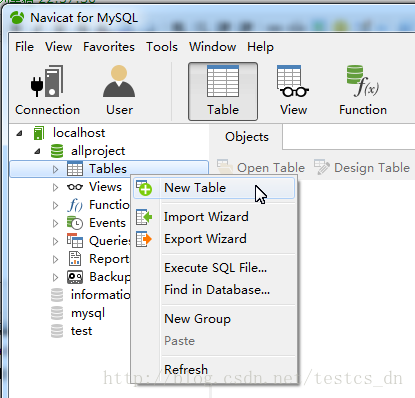 Navicat for MySQL
File View Favorites Tools Window Help
Connection User Table View Function
localhost
Objects
allproject
Tables
Open Table Design Table
New Table
Views
Functio
Import Wizard
Events
Export Wizard
Queries
Report
Execute SQL File...
Backup
Find in Database...
information
mysql
New Group
test
Paste
Refresh
http://blog.csdn.net/testcs_dn